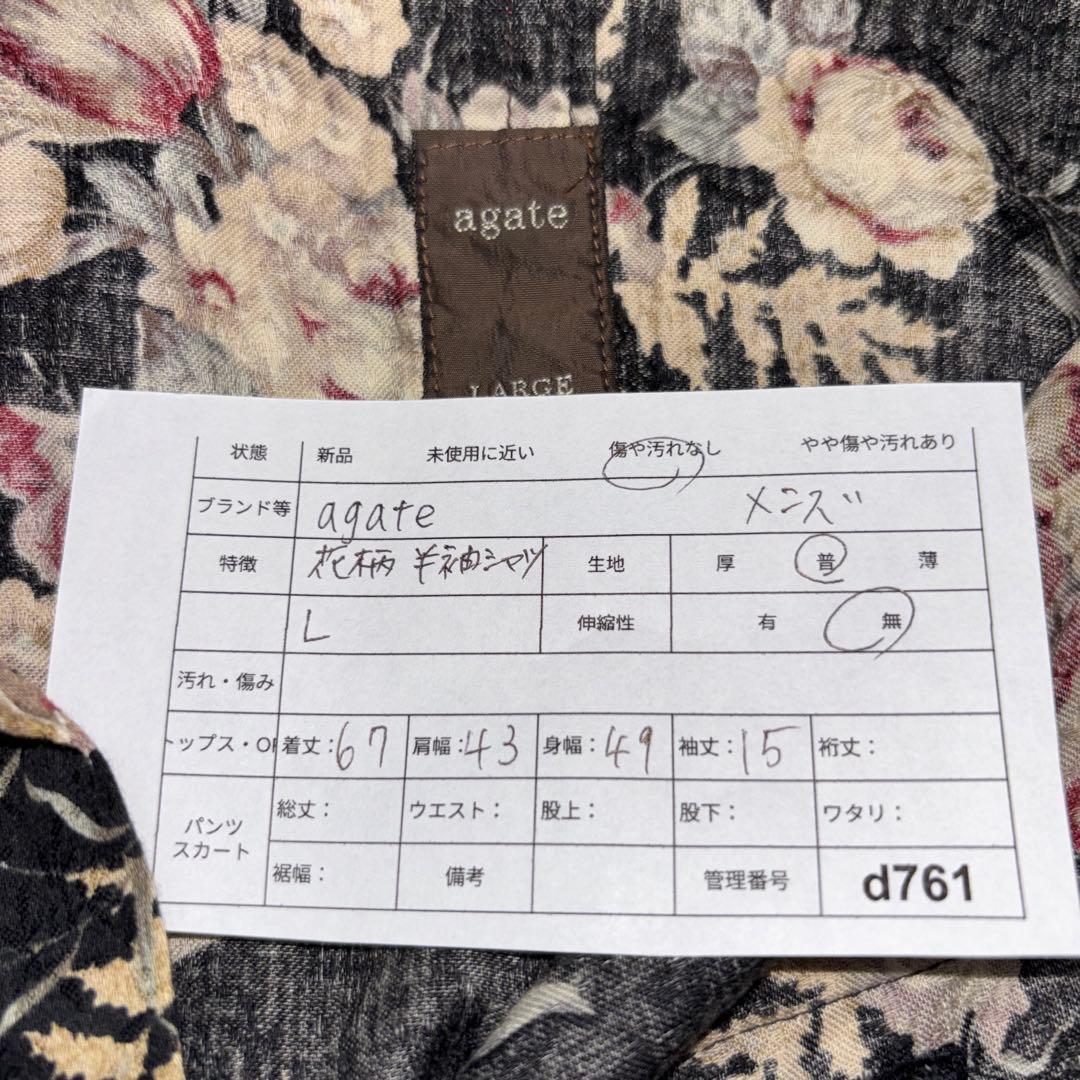 agate
LARGE
状態 新品 未使用に近い 傷や汚れなし やや傷や汚れあり
ブランド等 agate メンズ
特徴 花柄 半袖シャツ 生地 厚 普 薄
L 伸縮性 有 無
汚れ・傷み
トップス・OP 着丈:67 肩幅:43 身幅:49 袖丈:15 裄丈:
パンツ スカート 総丈: ウエスト: 股上: 股下: ワタリ:
裾幅: 備考 管理番号 d761